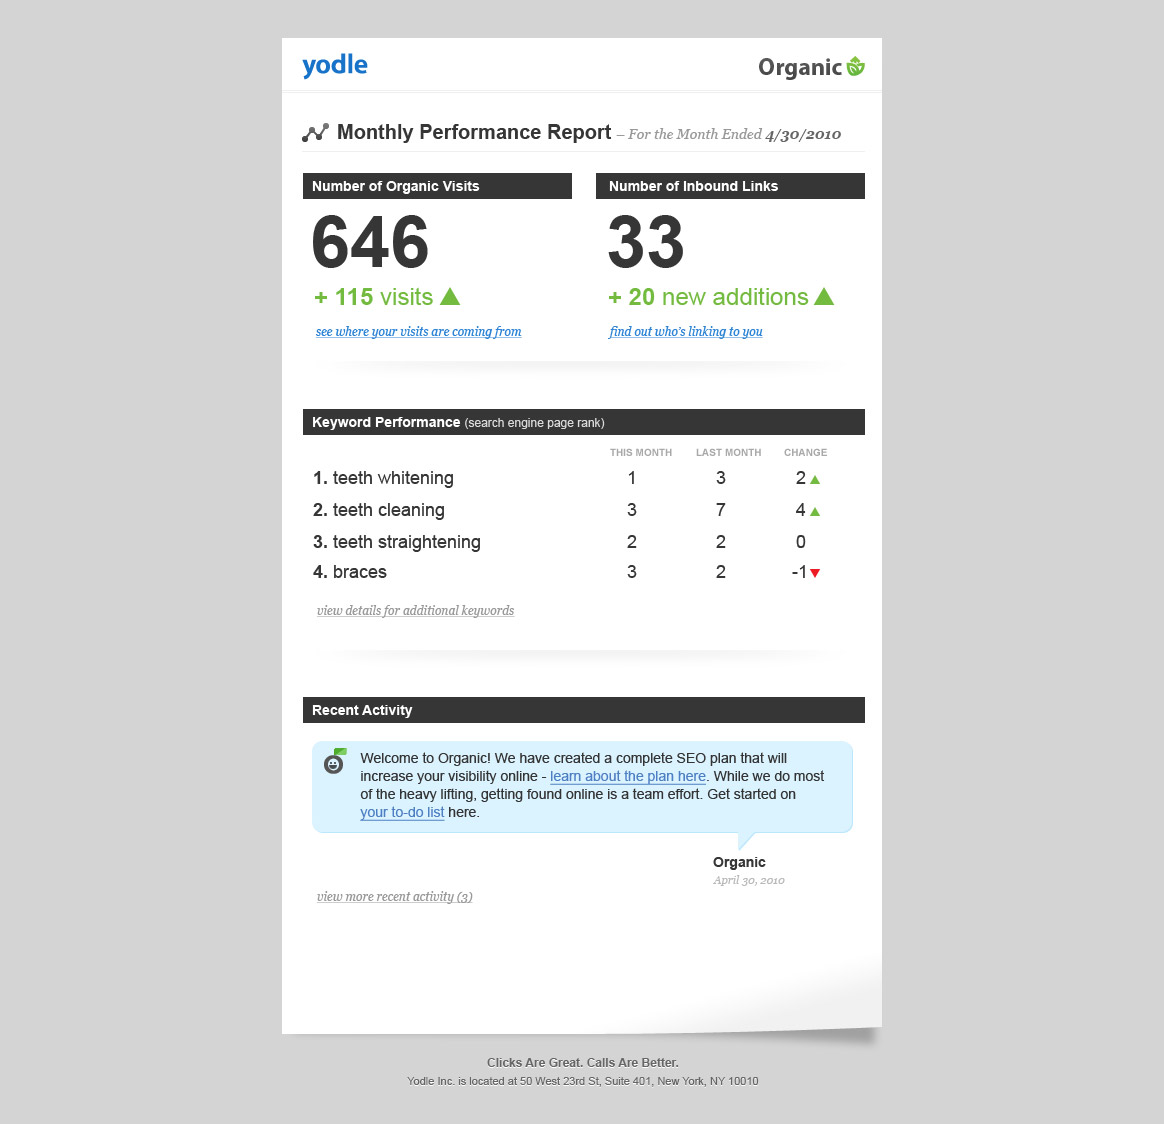 yodle
Organic
Monthly Performance Report – For the Month Ended 4/30/2010
Number of Organic Visits
646
+ 115 visits
see where your visits are coming from
Number of Inbound Links
33
+ 20 new additions
find out who's linking to you
Keyword Performance (search engine page rank)
THIS MONTH LAST MONTH CHANGE
1. teeth whitening 1 3 2
2. teeth cleaning 3 7 4
3. teeth straightening 2 2 0
4. braces 3 2 -1
view details for additional keywords
Recent Activity
Welcome to Organic! We have created a complete SEO plan that will
increase your visibility online - learn about the plan here. While we do most
of the heavy lifting, getting found online is a team effort. Get started on
your to-do list here.
Organic
April 30, 2010
view more recent activity (3)
Clicks Are Great. Calls Are Better.
Yodle Inc. is located at 50 West 23rd St, Suite 401, New York, NY 10010